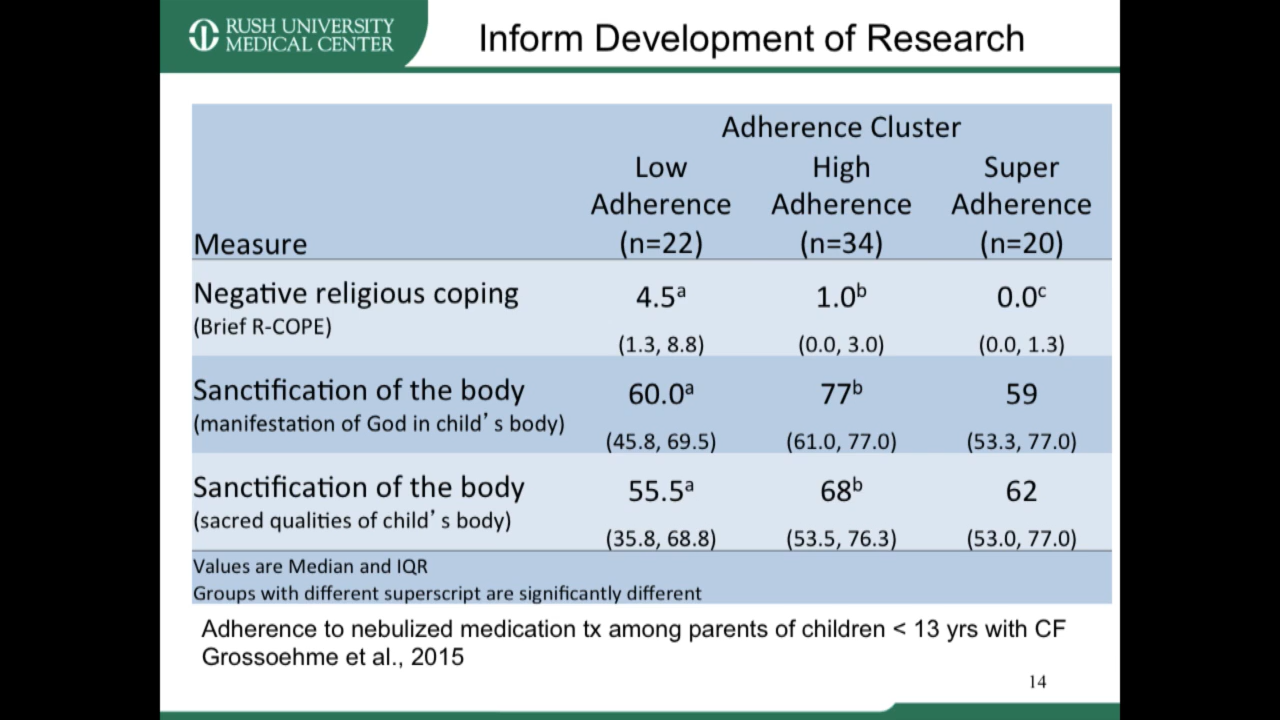 RUSH UNIVERSITY
MEDICAL CENTER
Inform Development of Research
Adherence Cluster
Measure
Low Adherence (n=22)
High Adherence (n=34)
Super Adherence (n=20)
Negative religious coping 4.5ᵃ 1.0ᵇ 0.0ᶜ
(Brief R-COPE) (1.3, 8.8) (0.0, 3.0) (0.0, 1.3)
Sanctification of the body 60.0ᵃ 77ᵇ 59
(manifestation of God in child’s body) (45.8, 69.5) (61.0, 77.0) (53.3, 77.0)
Sanctification of the body 55.5ᵃ 68ᵇ 62
(sacred qualities of child’s body) (35.8, 68.8) (53.5, 76.3) (53.0, 77.0)
Values are Median and IQR
Groups with different superscript are significantly different
Adherence to nebulized medication tx among parents of children < 13 yrs with CF
Grossoehme et al., 2015
14